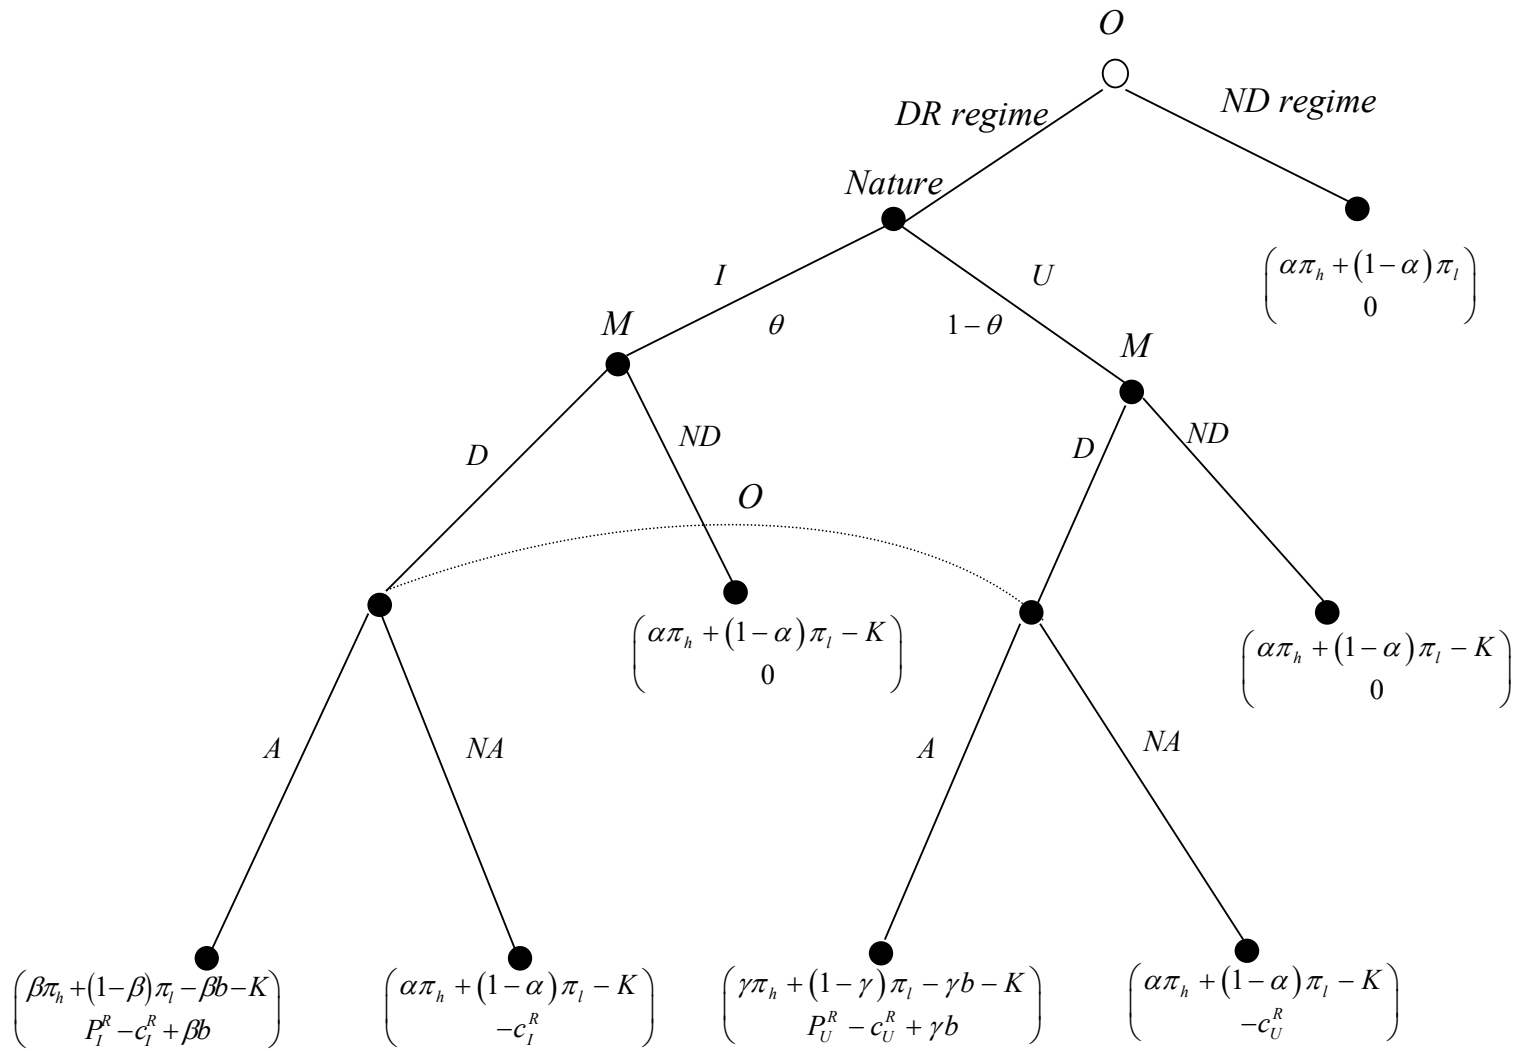 O
DR regime
ND regime
Nature
(απ_h + (1 − α)π_l
0)
I
θ
U
1 − θ
M
M
D
ND
D
ND
O
(απ_h + (1 − α)π_l − K
0)
(απ_h + (1 − α)π_l − K
0)
A
NA
A
NA
(βπ_h + (1 − β)π_l − βb − K
P_I^R − c_I^R + βb)
(απ_h + (1 − α)π_l − K
−c_I^R)
(γπ_h + (1 − γ)π_l − γb − K
P_U^R − c_U^R + γb)
(απ_h + (1 − α)π_l − K
−c_U^R)